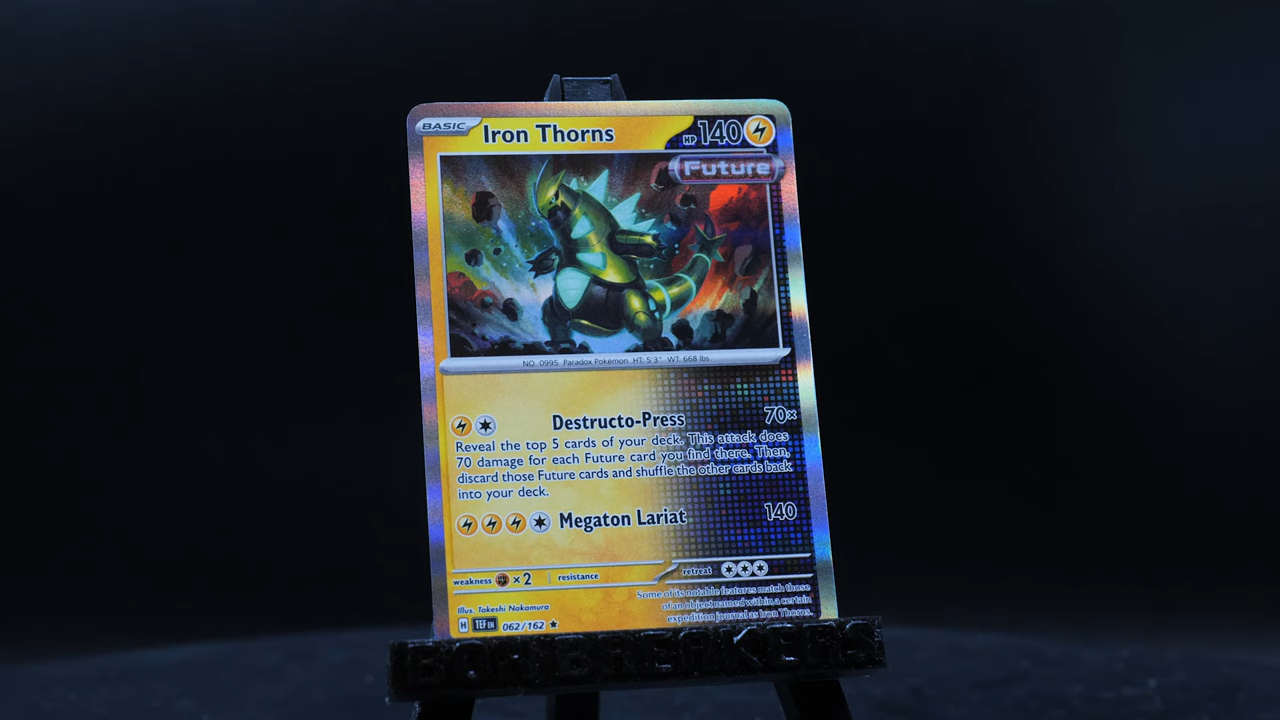 BASIC Iron Thorns HP 140
Future
NO. 0995 Paradox Pokémon HT: 5'3" WT: 668 lbs.
Destructo-Press 70×
Reveal the top 5 cards of your deck. This attack does
70 damage for each Future card you find there. Then,
discard those Future cards and shuffle the other cards back
into your deck.
Megaton Lariat 140
weakness ×2 resistance retreat
Some of its notable features match those
of an object named within a certain
expedition journal as Iron Thorns.
Illus. Takeshi Nakamura
H TEF EN 062/162
BOX BREAKERS